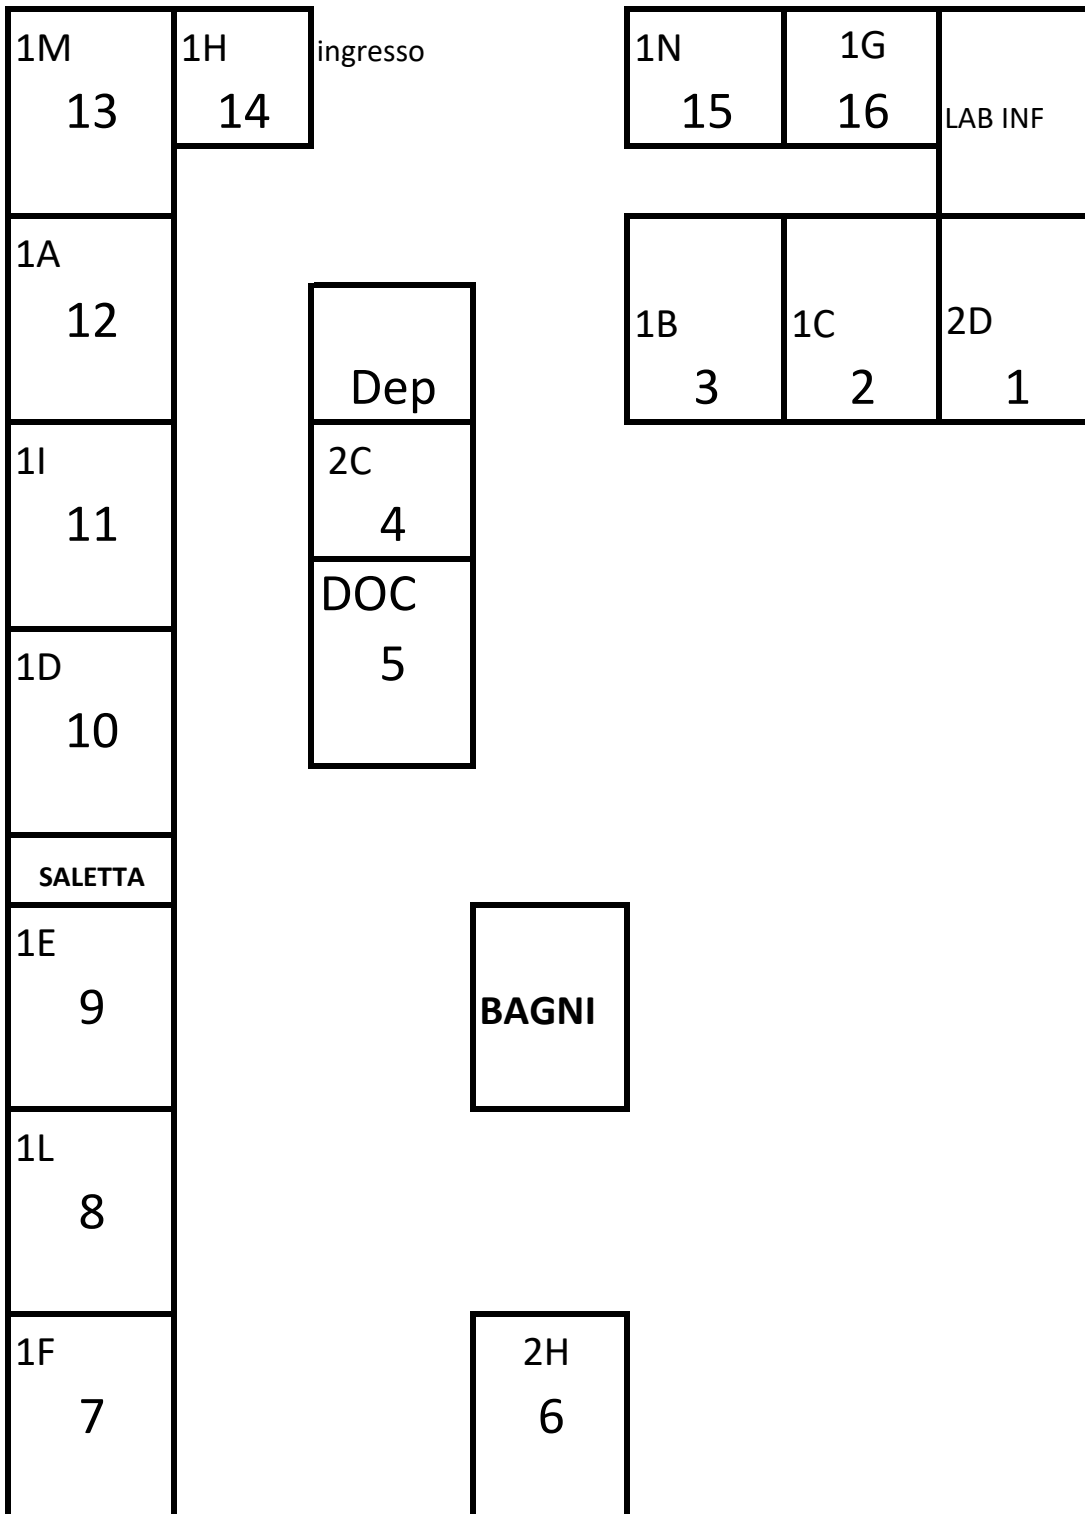 1M
13
1H
14
ingresso
1N
15
1G
16
LAB INF
1A
12
Dep
1B
3
1C
2
2D
1
1I
11
2C
4
DOC
5
1D
10
SALETTA
1E
9
BAGNI
1L
8
1F
7
2H
6